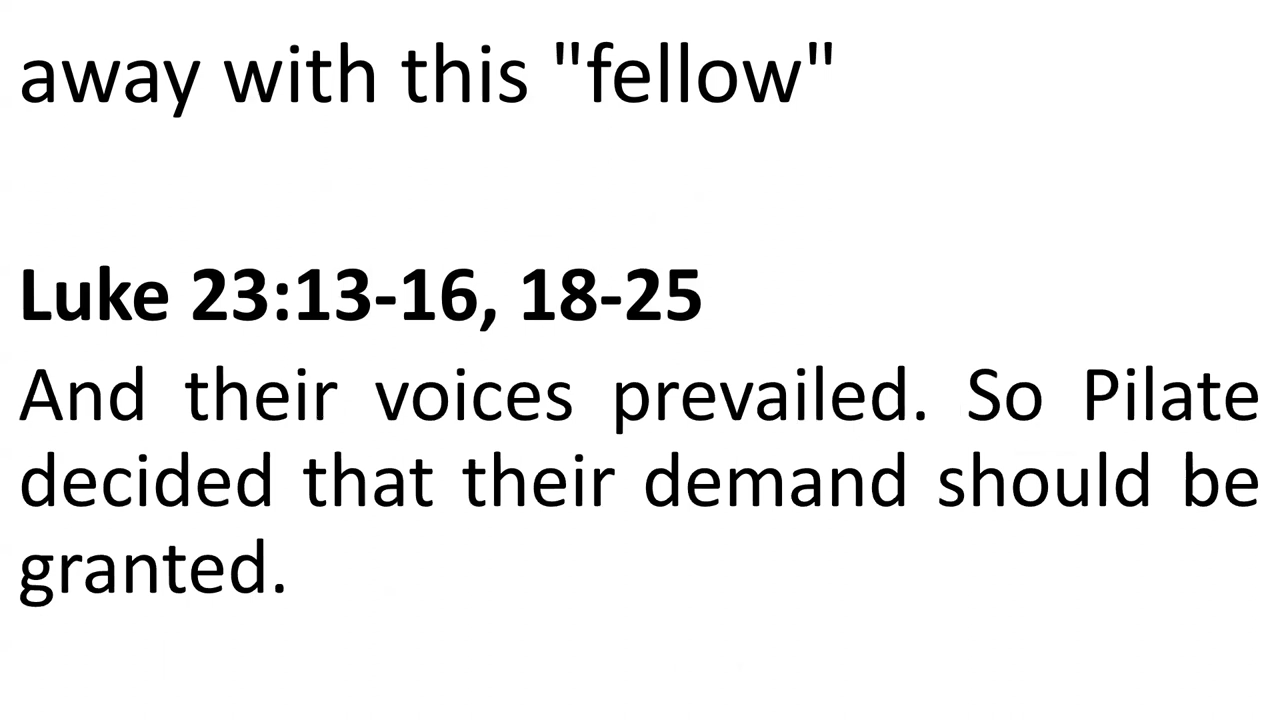 away with this "fellow"
Luke 23:13-16, 18-25
And their voices prevailed. So Pilate
decided that their demand should be
granted.